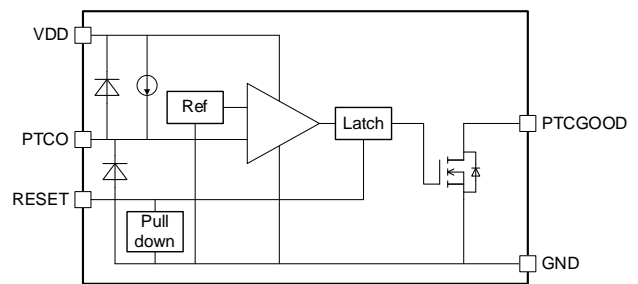 VDD
Ref
PTCO
Latch
PTCGOOD
RESET
Pull
down
GND